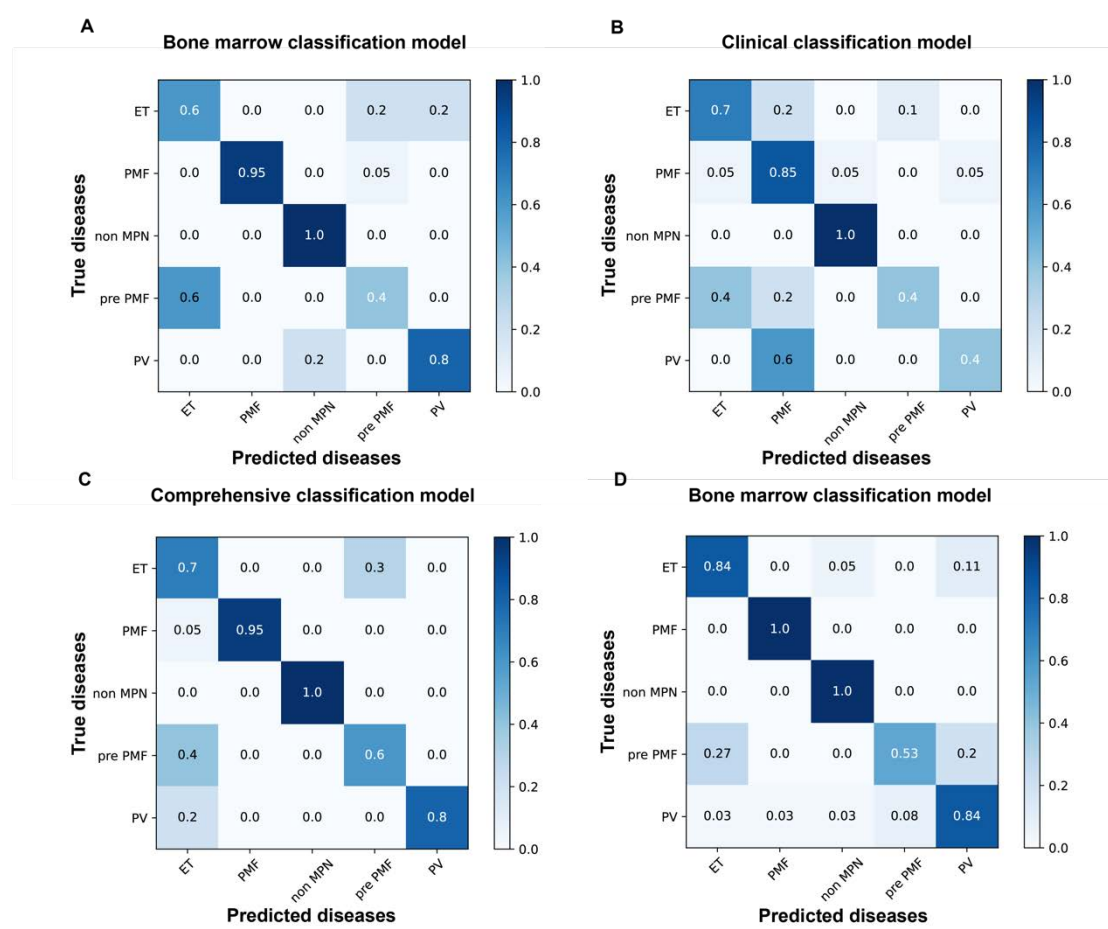 A
Bone marrow classification model
True diseases
ET 0.6 0.0 0.0 0.2 0.2
PMF 0.0 0.95 0.0 0.05 0.0
non MPN 0.0 0.0 1.0 0.0 0.0
pre PMF 0.6 0.0 0.0 0.4 0.0
PV 0.0 0.0 0.2 0.0 0.8
ET PMF non MPN pre PMF PV
Predicted diseases
1.0
0.8
0.6
0.4
0.2
0.0
B
Clinical classification model
True diseases
ET 0.7 0.2 0.0 0.1 0.0
PMF 0.05 0.85 0.05 0.0 0.05
non MPN 0.0 0.0 1.0 0.0 0.0
pre PMF 0.4 0.2 0.0 0.4 0.0
PV 0.0 0.6 0.0 0.0 0.4
ET PMF non MPN pre PMF PV
Predicted diseases
1.0
0.8
0.6
0.4
0.2
0.0
C
Comprehensive classification model
True diseases
ET 0.7 0.0 0.0 0.3 0.0
PMF 0.05 0.95 0.0 0.0 0.0
non MPN 0.0 0.0 1.0 0.0 0.0
pre PMF 0.4 0.0 0.0 0.6 0.0
PV 0.2 0.0 0.0 0.0 0.8
ET PMF non MPN pre PMF PV
Predicted diseases
1.0
0.8
0.6
0.4
0.2
0.0
D
Bone marrow classification model
True diseases
ET 0.84 0.0 0.05 0.0 0.11
PMF 0.0 1.0 0.0 0.0 0.0
non MPN 0.0 0.0 1.0 0.0 0.0
pre PMF 0.27 0.0 0.0 0.53 0.2
PV 0.03 0.03 0.03 0.08 0.84
ET PMF non MPN pre PMF PV
Predicted diseases
1.0
0.8
0.6
0.4
0.2
0.0